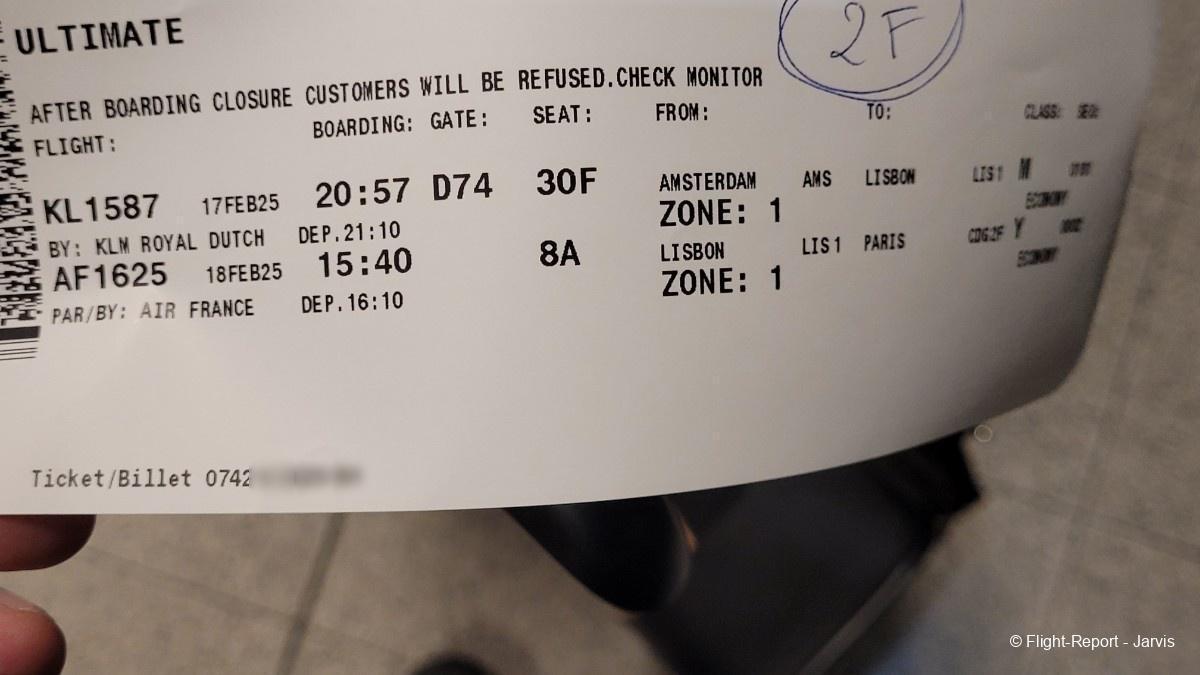 ULTIMATE
2F
AFTER BOARDING CLOSURE CUSTOMERS WILL BE REFUSED.CHECK MONITOR
FLIGHT: BOARDING: GATE: SEAT: FROM: TO: CLASS: SEQ:
KL1587 17FEB25 20:57 D74 30F AMSTERDAM AMS LISBON LIS1 M
BY: KLM ROYAL DUTCH DEP.21:10 ZONE: 1 ECONOMY
AF1625 18FEB25 15:40 8A LISBON LIS1 PARIS CDG2F Y
PAR/BY: AIR FRANCE DEP.16:10 ZONE: 1 ECONOMY
Ticket/Billet 0742
© Flight-Report - Jarvis